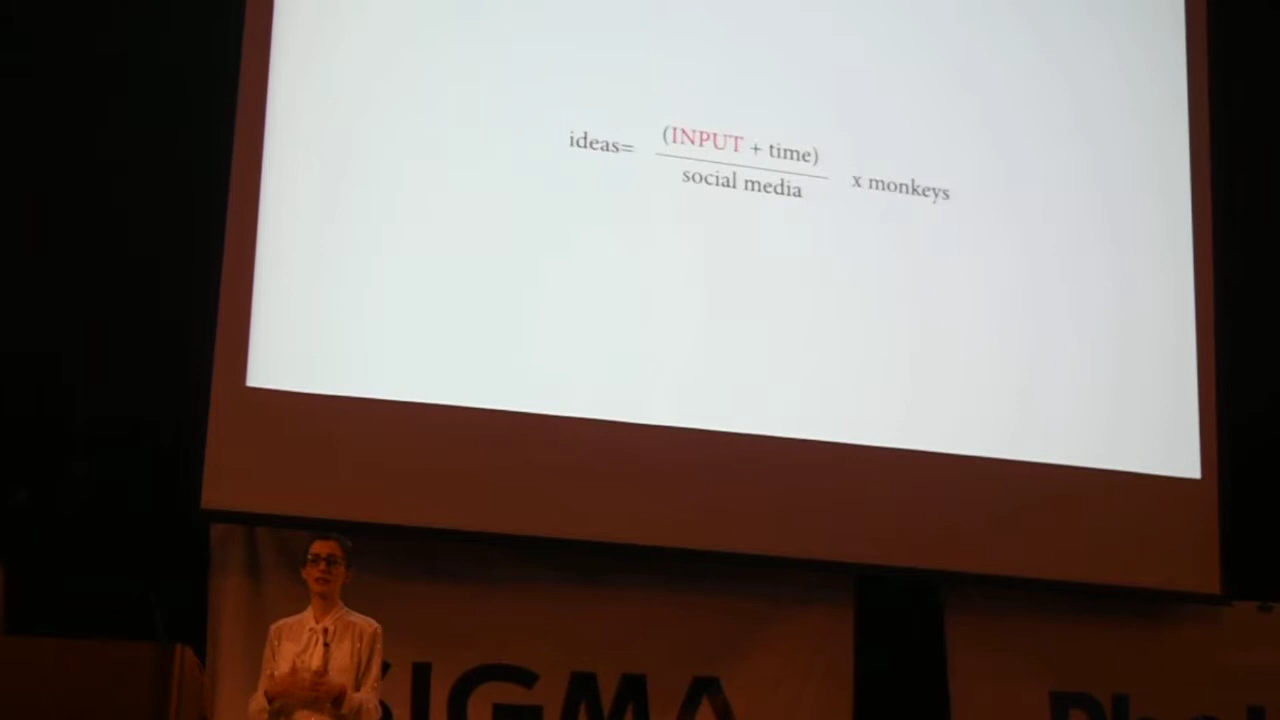 ideas= (INPUT + time)
social media
x monkeys
SIGMA